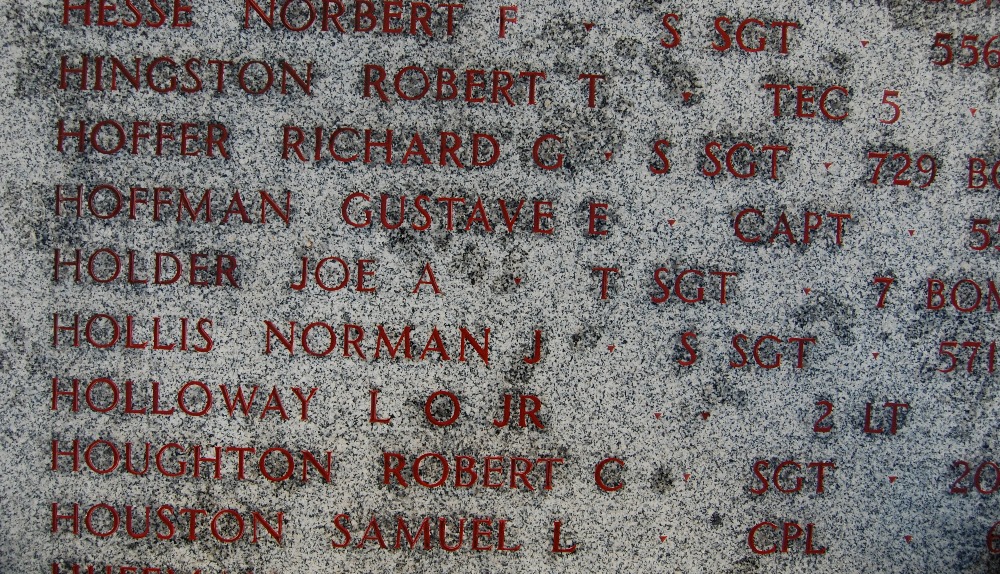 HESSE NORBERT F · S SGT · 556
HINGSTON ROBERT T · TEC 5 ·
HOFFER RICHARD G · S SGT · 729 BO
HOFFMAN GUSTAVE E · CAPT ·
HOLDER JOE A · T SGT · 7 BOM
HOLLIS NORMAN J · S SGT · 571
HOLLOWAY L O JR · · 2 LT
HOUGHTON ROBERT C · SGT · 20
HOUSTON SAMUEL L · CPL ·